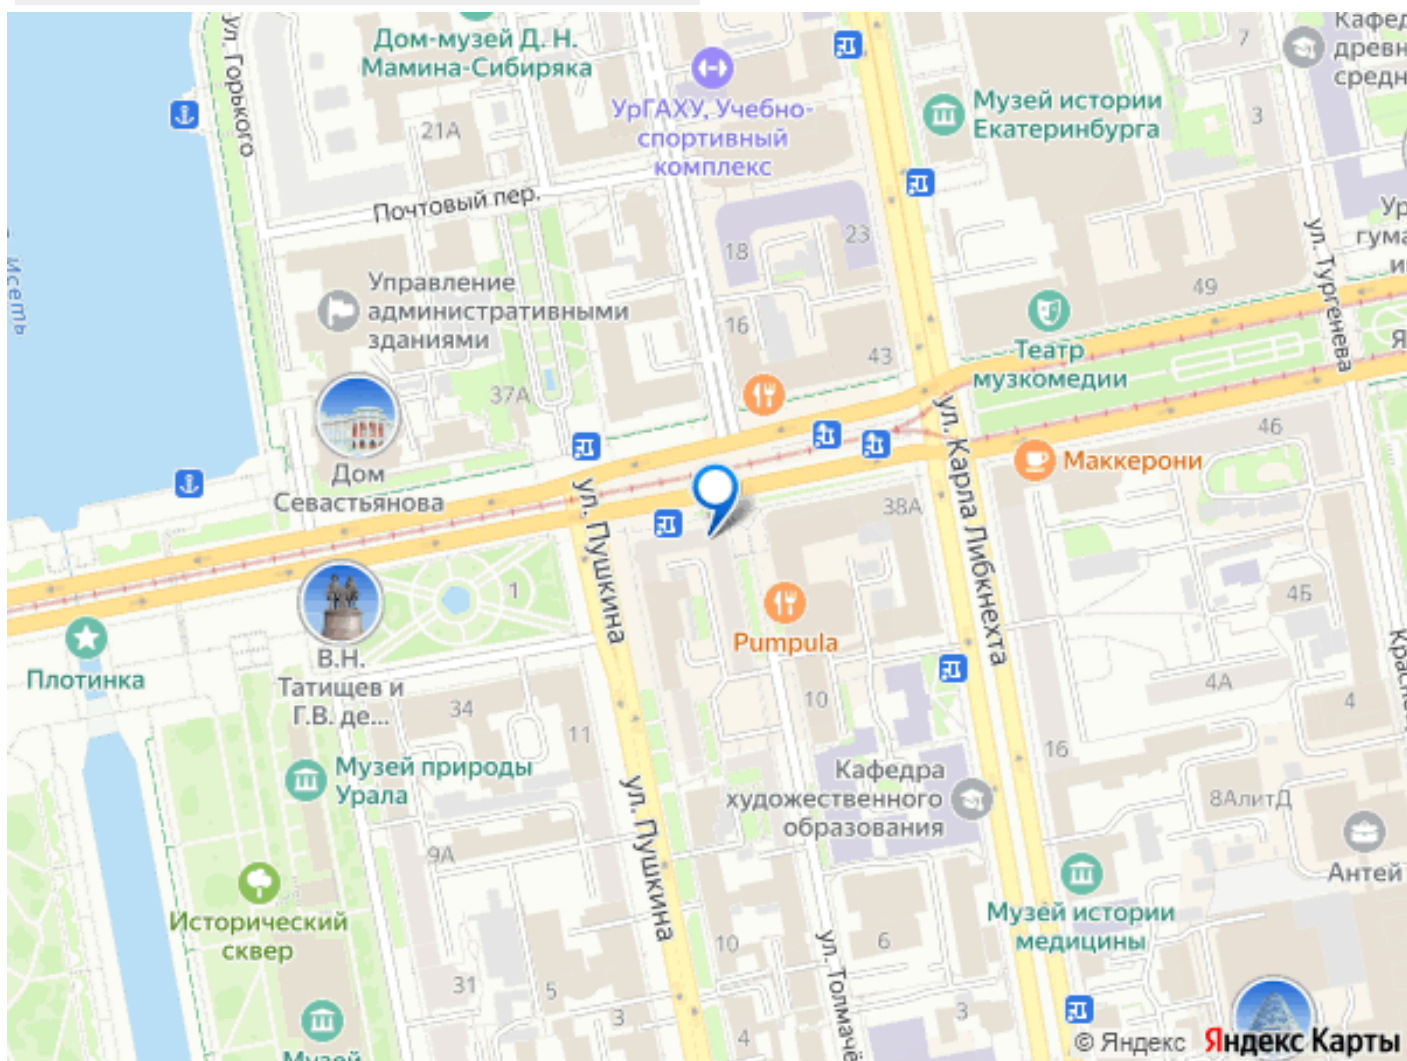 ул. Горького
Дом-музей Д. Н.
Мамина-Сибиряка
21А
УрГАХУ, Учебно-
спортивный
комплекс
Музей истории
Екатеринбурга
7
3
Почтовый пер.
18
23
Исеть
Управление
административными
зданиями
16
43
49
ул. Тургенева
37А
Театр
музкомедии
46
Маккерони
Дом
Севастьянова
ул. Пушкина
38А
ул. Карла Либкнехта
1
4Б
Pumpula
Плотинка
В.Н.
Татищев и
Г.В. де...
34
11
10
4А
4
16
Музей природы
Урала
Кафедра
художественного
образования
8АлитД
9А
ул. Пушкина
Антей
Исторический
сквер
Музей истории
медицины
10
6
ул. Толмачё
31
5
3
4
3
Музей
© Яндекс Яндекс Карты